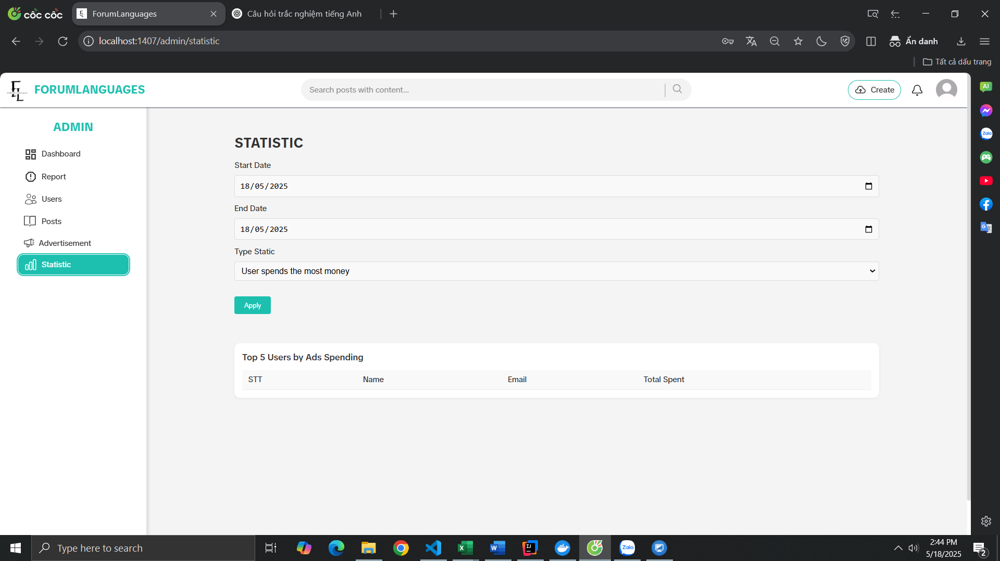 cốc cốc
ForumLanguages
Câu hỏi trắc nghiệm tiếng Anh
localhost:1407/admin/statistic
Ẩn danh
Tất cả dấu trang
FORUMLANGUAGES
Search posts with content...
Create
ADMIN
Dashboard
Report
Users
Posts
Advertisement
Statistic
STATISTIC
Start Date
18/05/2025
End Date
18/05/2025
Type Static
User spends the most money
Apply
Top 5 Users by Ads Spending
STT Name Email Total Spent
AI
Zalo
Type here to search
Zalo
2:44 PM
5/18/2025
2